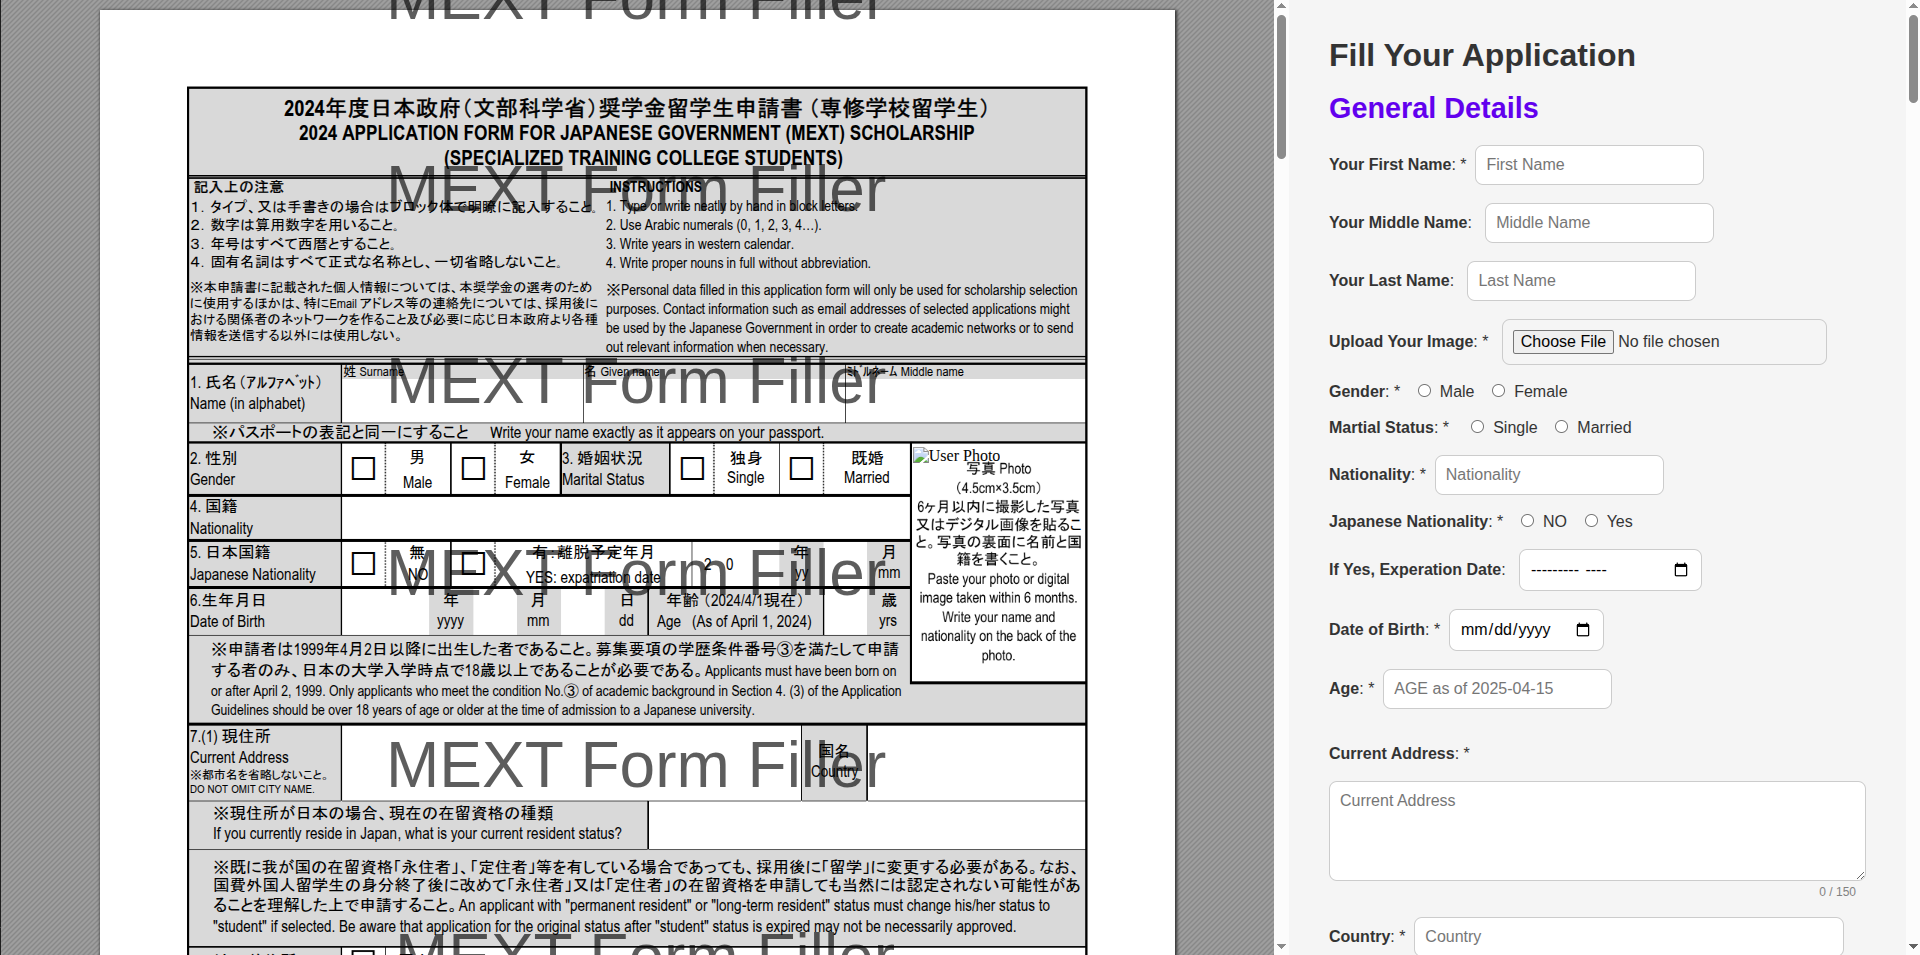 MEXT Form Filler
2024年度日本政府（文部科学省）奨学金留学生申請書（専修学校留学生）
2024 APPLICATION FORM FOR JAPANESE GOVERNMENT (MEXT) SCHOLARSHIP
(SPECIALIZED TRAINING COLLEGE STUDENTS)
MEXT Form Filler
記入上の注意
1. タイプ、又は手書きの場合はブロック体で明瞭に記入すること。
2. 数字は算用数字を用いること。
3. 年号はすべて西暦とすること。
4. 固有名詞はすべて正式な名称とし、一切省略しないこと。
※本申請書に記載された個人情報については、本奨学金の選考のため
に使用するほかは、特にEmail アドレス等の連絡先については、採用後に
おける関係者のネットワークを作ること及び必要に応じ日本政府より各種
情報を送信する以外には使用しない。
INSTRUCTIONS
1. Type or write neatly by hand in block letters.
2. Use Arabic numerals (0, 1, 2, 3, 4…).
3. Write years in western calendar.
4. Write proper nouns in full without abbreviation.
※Personal data filled in this application form will only be used for scholarship selection
purposes. Contact information such as email addresses of selected applications might
be used by the Japanese Government in order to create academic networks or to send
out relevant information when necessary.
MEXT Form Filler
1. 氏名（アルファベット）
Name (in alphabet)
姓 Surname
名 Given name
ミドルネーム Middle name
※パスポートの表記と同一にすること Write your name exactly as it appears on your passport.
2. 性別
Gender
男
Male
女
Female
3. 婚姻状況
Marital Status
独身
Single
既婚
Married
User Photo
写真 Photo
（4.5cm×3.5cm）
6ヶ月以内に撮影した写真
又はデジタル画像を貼るこ
と。写真の裏面に名前と国
籍を書くこと。
Paste your photo or digital
image taken within 6 months.
Write your name and
nationality on the back of the
photo.
4. 国籍
Nationality
5. 日本国籍
Japanese Nationality
無
NO
有：離脱予定年月
YES: expatriation date
2 0
年
yy
月
mm
MEXT Form Filler
6.生年月日
Date of Birth
年
yyyy
月
mm
日
dd
年齢（2024/4/1現在）
Age (As of April 1, 2024)
歳
yrs
※申請者は1999年4月2日以降に出生した者であること。募集要項の学歴条件番号③を満たして申請
する者のみ、日本の大学入学時点で18歳以上であることが必要である。Applicants must have been born on
or after April 2, 1999. Only applicants who meet the condition No.③ of academic background in Section 4. (3) of the Application
Guidelines should be over 18 years of age or older at the time of admission to a Japanese university.
7.(1) 現住所
Current Address
※都市名を省略しないこと。
DO NOT OMIT CITY NAME.
MEXT Form Filler
国名
Country
※現住所が日本の場合、現在の在留資格の種類
If you currently reside in Japan, what is your current resident status?
※既に我が国の在留資格「永住者」、「定住者」等を有している場合であっても、採用後に「留学」に変更する必要がある。なお、
国費外国人留学生の身分終了後に改めて「永住者」又は「定住者」の在留資格を申請しても当然には認定されない可能性があ
ることを理解した上で申請すること。An applicant with "permanent resident" or "long-term resident" status must change his/her status to
"student" if selected. Be aware that application for the original status after "student" status is expired may not be necessarily approved.
MEXT Form Filler
Fill Your Application
General Details
Your First Name: * First Name
Your Middle Name: Middle Name
Your Last Name: Last Name
Upload Your Image: * Choose File No file chosen
Gender: * Male Female
Martial Status: * Single Married
Nationality: * Nationality
Japanese Nationality: * NO Yes
If Yes, Experation Date: --------- ----
Date of Birth: * mm/dd/yyyy
Age: * AGE as of 2025-04-15
Current Address: *
Current Address
0 / 150
Country: * Country